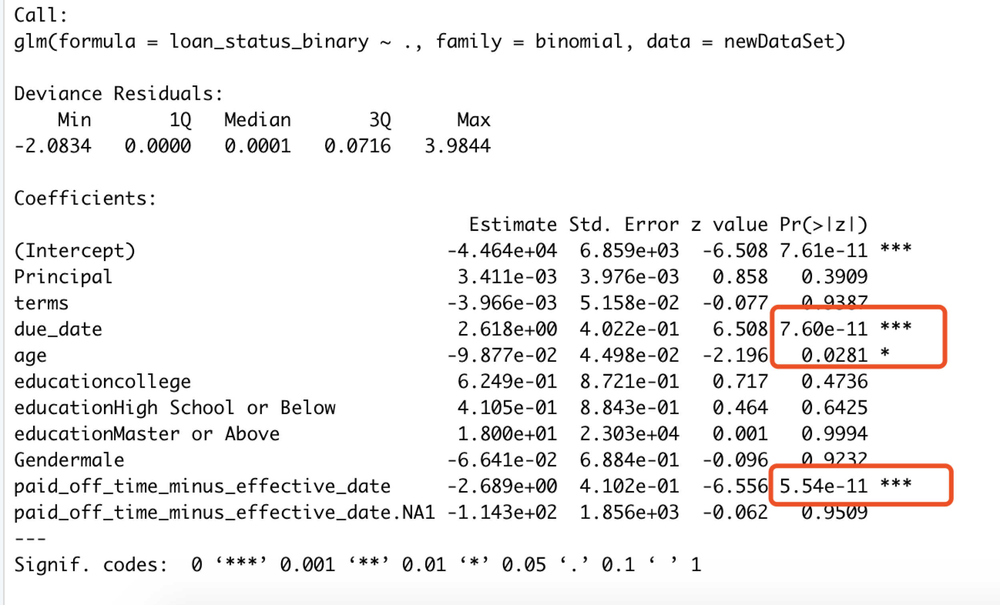 Call:
glm(formula = loan_status_binary ~ ., family = binomial, data = newDataSet)
Deviance Residuals:
Min 1Q Median 3Q Max
-2.0834 0.0000 0.0001 0.0716 3.9844
Coefficients:
Estimate Std. Error z value Pr(>|z|)
(Intercept) -4.464e+04 6.859e+03 -6.508 7.61e-11 ***
Principal 3.411e-03 3.976e-03 0.858 0.3909
terms -3.966e-03 5.158e-02 -0.077 0.9387
due_date 2.618e+00 4.022e-01 6.508 7.60e-11 ***
age -9.877e-02 4.498e-02 -2.196 0.0281 *
educationcollege 6.249e-01 8.721e-01 0.717 0.4736
educationHigh School or Below 4.105e-01 8.843e-01 0.464 0.6425
educationMaster or Above 1.800e+01 2.303e+04 0.001 0.9994
Gendermale -6.641e-02 6.884e-01 -0.096 0.9232
paid_off_time_minus_effective_date -2.689e+00 4.102e-01 -6.556 5.54e-11 ***
paid_off_time_minus_effective_date.NA1 -1.143e+02 1.856e+03 -0.062 0.9509
---
Signif. codes: 0 ‘***’ 0.001 ‘**’ 0.01 ‘*’ 0.05 ‘.’ 0.1 ‘ ’ 1